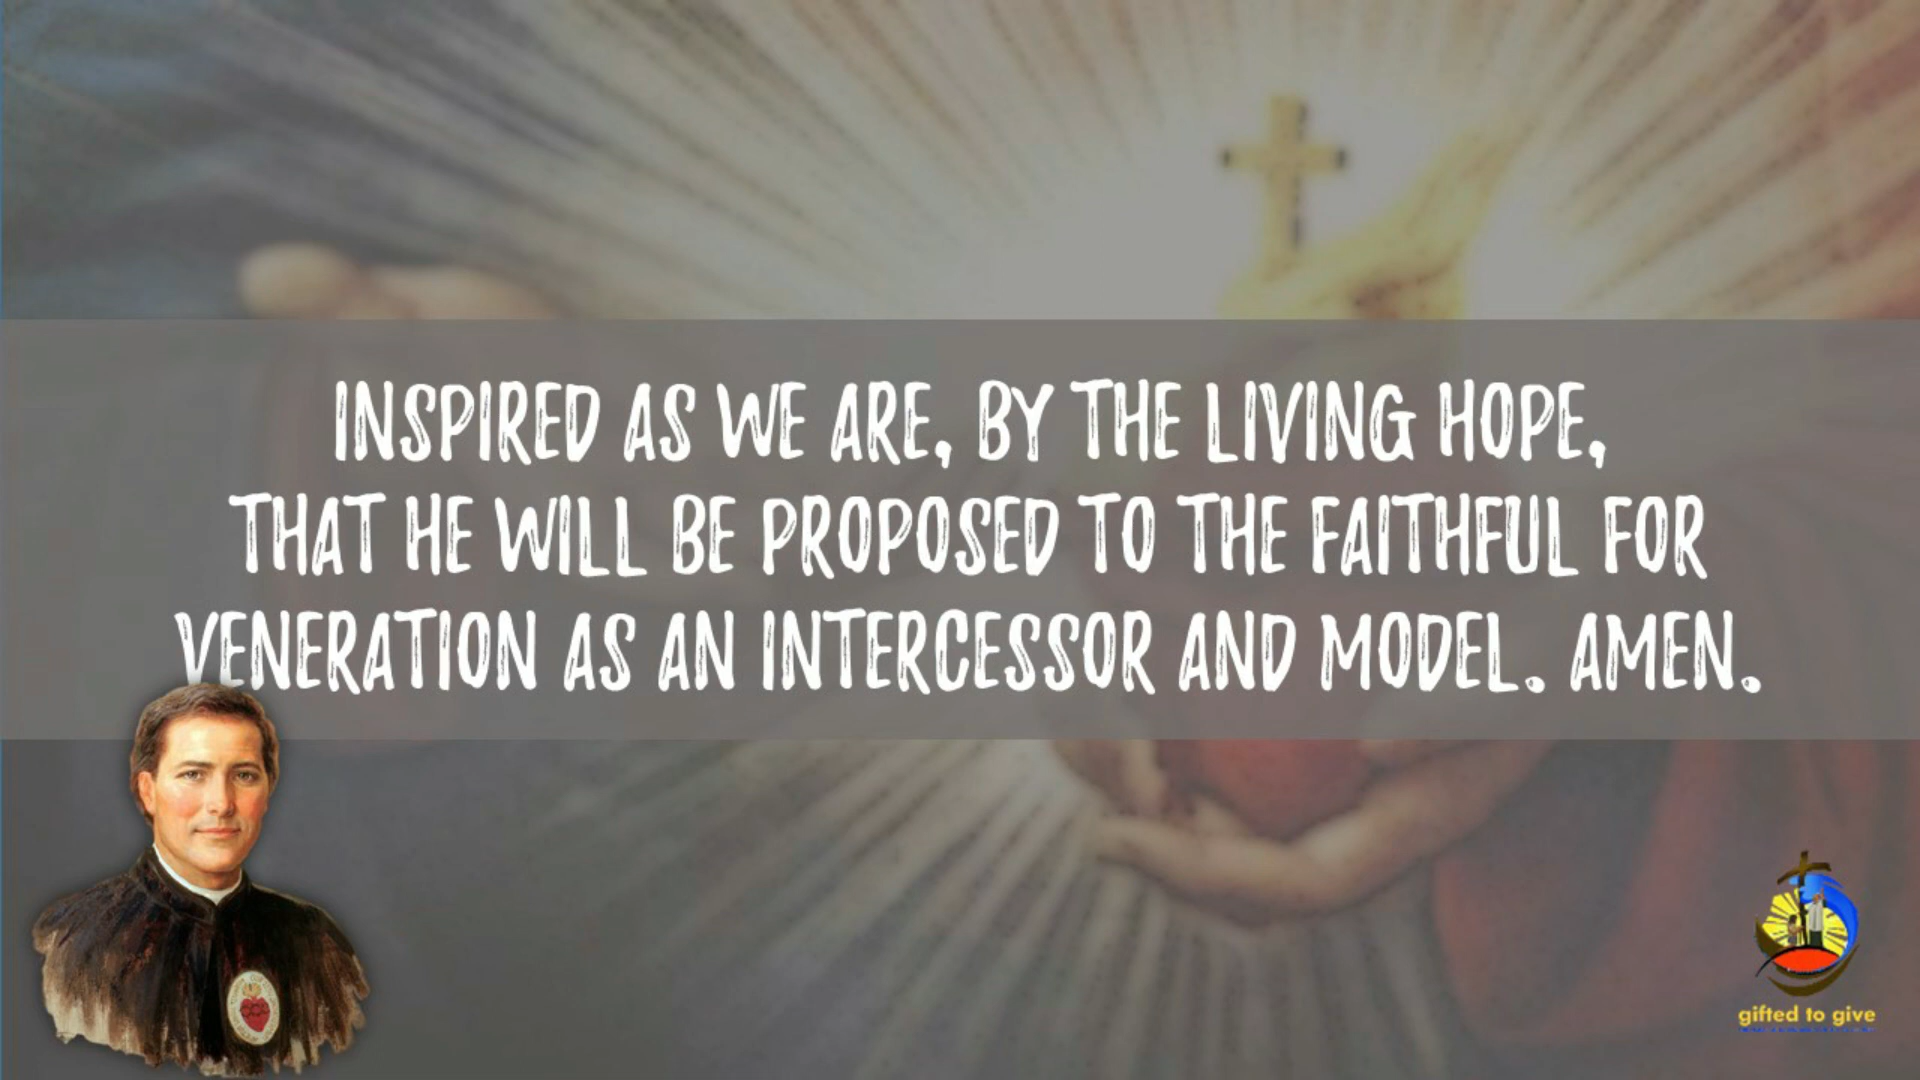 INSPIRED AS WE ARE, BY THE LIVING HOPE,
THAT HE WILL BE PROPOSED TO THE FAITHFUL FOR
VENERATION AS AN INTERCESSOR AND MODEL. AMEN.
gifted to give